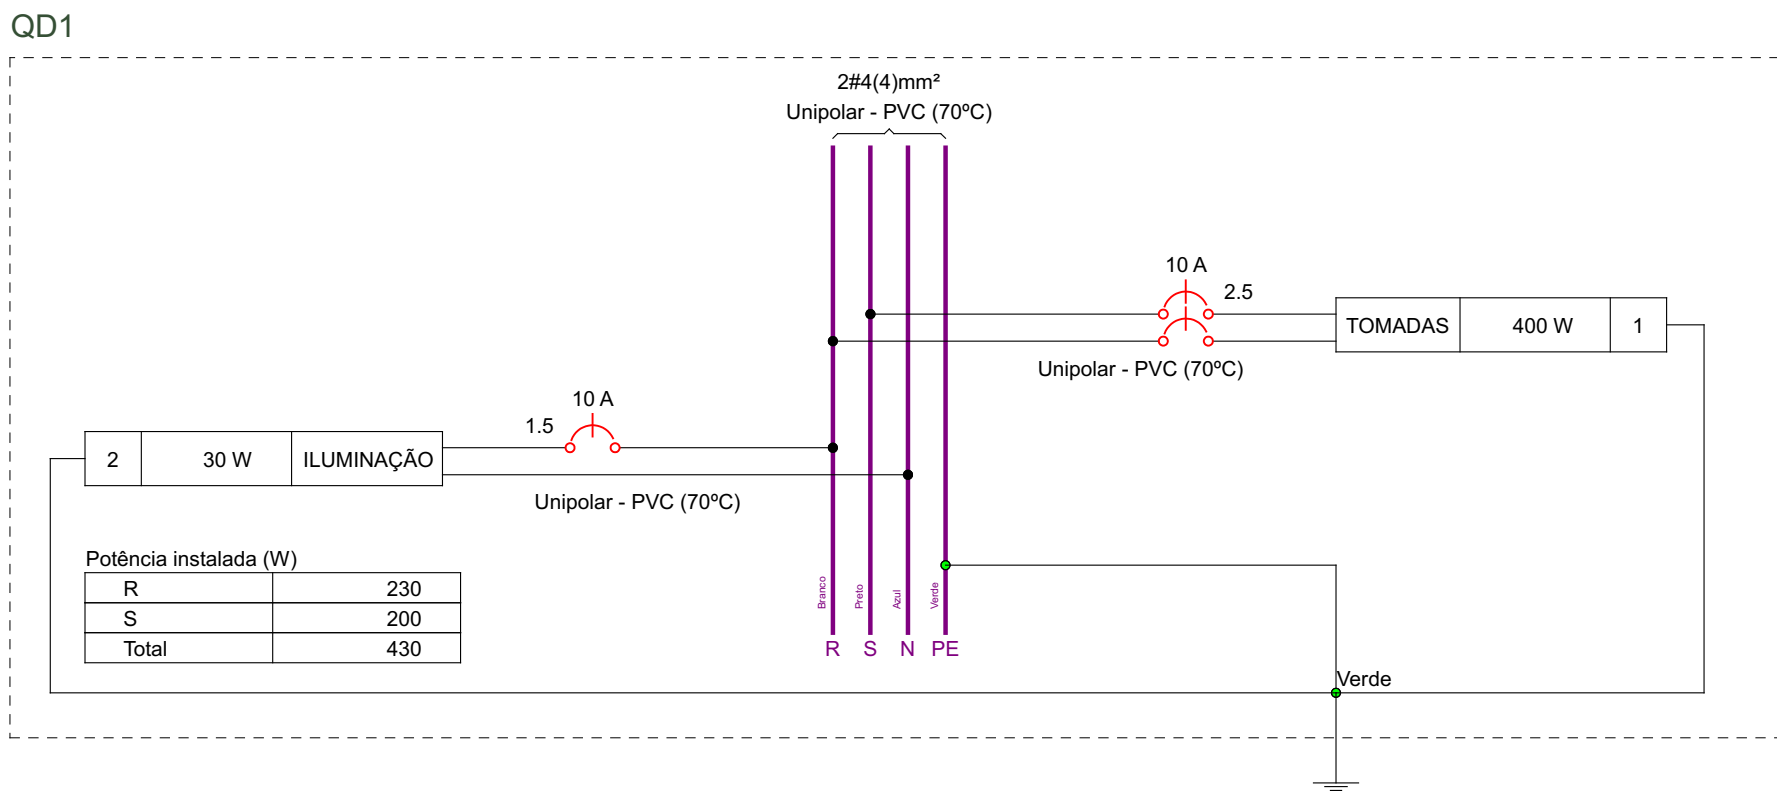 QD1
2#4(4)mm²
Unipolar - PVC (70ºC)
10 A
2.5
TOMADAS 400 W 1
Unipolar - PVC (70ºC)
10 A
1.5
2 30 W ILUMINAÇÃO
Unipolar - PVC (70ºC)
Potência instalada (W)
R 230
S 200
Total 430
Branco Preto Azul Verde
R S N PE
Verde